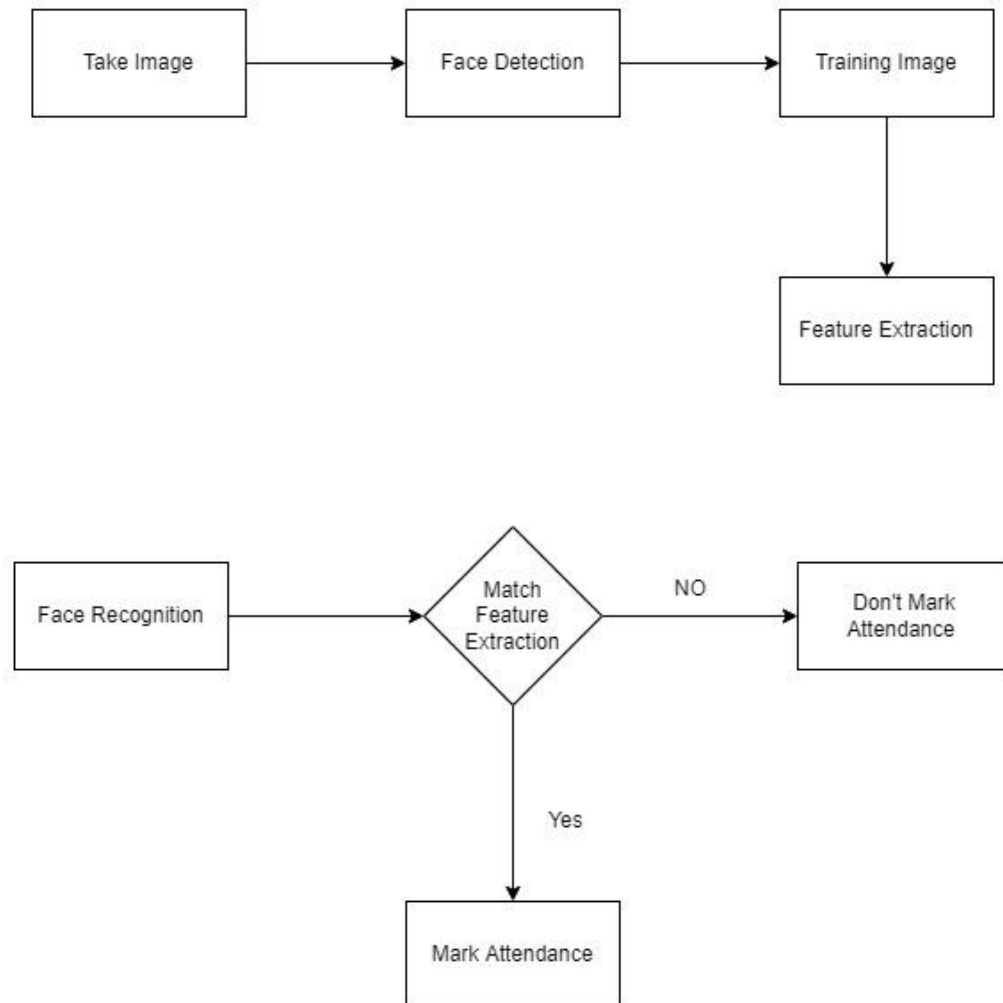 Take Image
Face Detection
Training Image
Feature Extraction
Face Recognition
Match
Feature
Extraction
NO
Don't Mark
Attendance
Yes
Mark Attendance